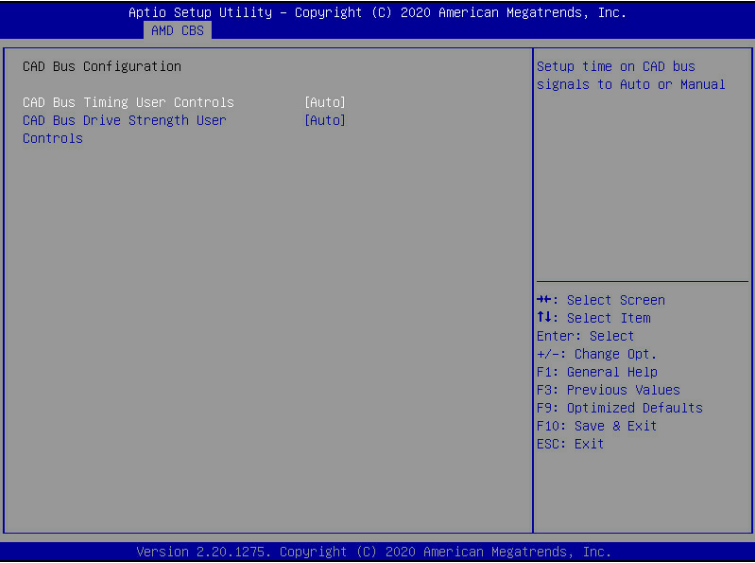 Aptio Setup Utility – Copyright (C) 2020 American Megatrends, Inc.
AMD CBS
CAD Bus Configuration
CAD Bus Timing User Controls [Auto]
CAD Bus Drive Strength User Controls [Auto]
Setup time on CAD bus
signals to Auto or Manual
→←: Select Screen
↑↓: Select Item
Enter: Select
+/-: Change Opt.
F1: General Help
F3: Previous Values
F9: Optimized Defaults
F10: Save & Exit
ESC: Exit
Version 2.20.1275. Copyright (C) 2020 American Megatrends, Inc.